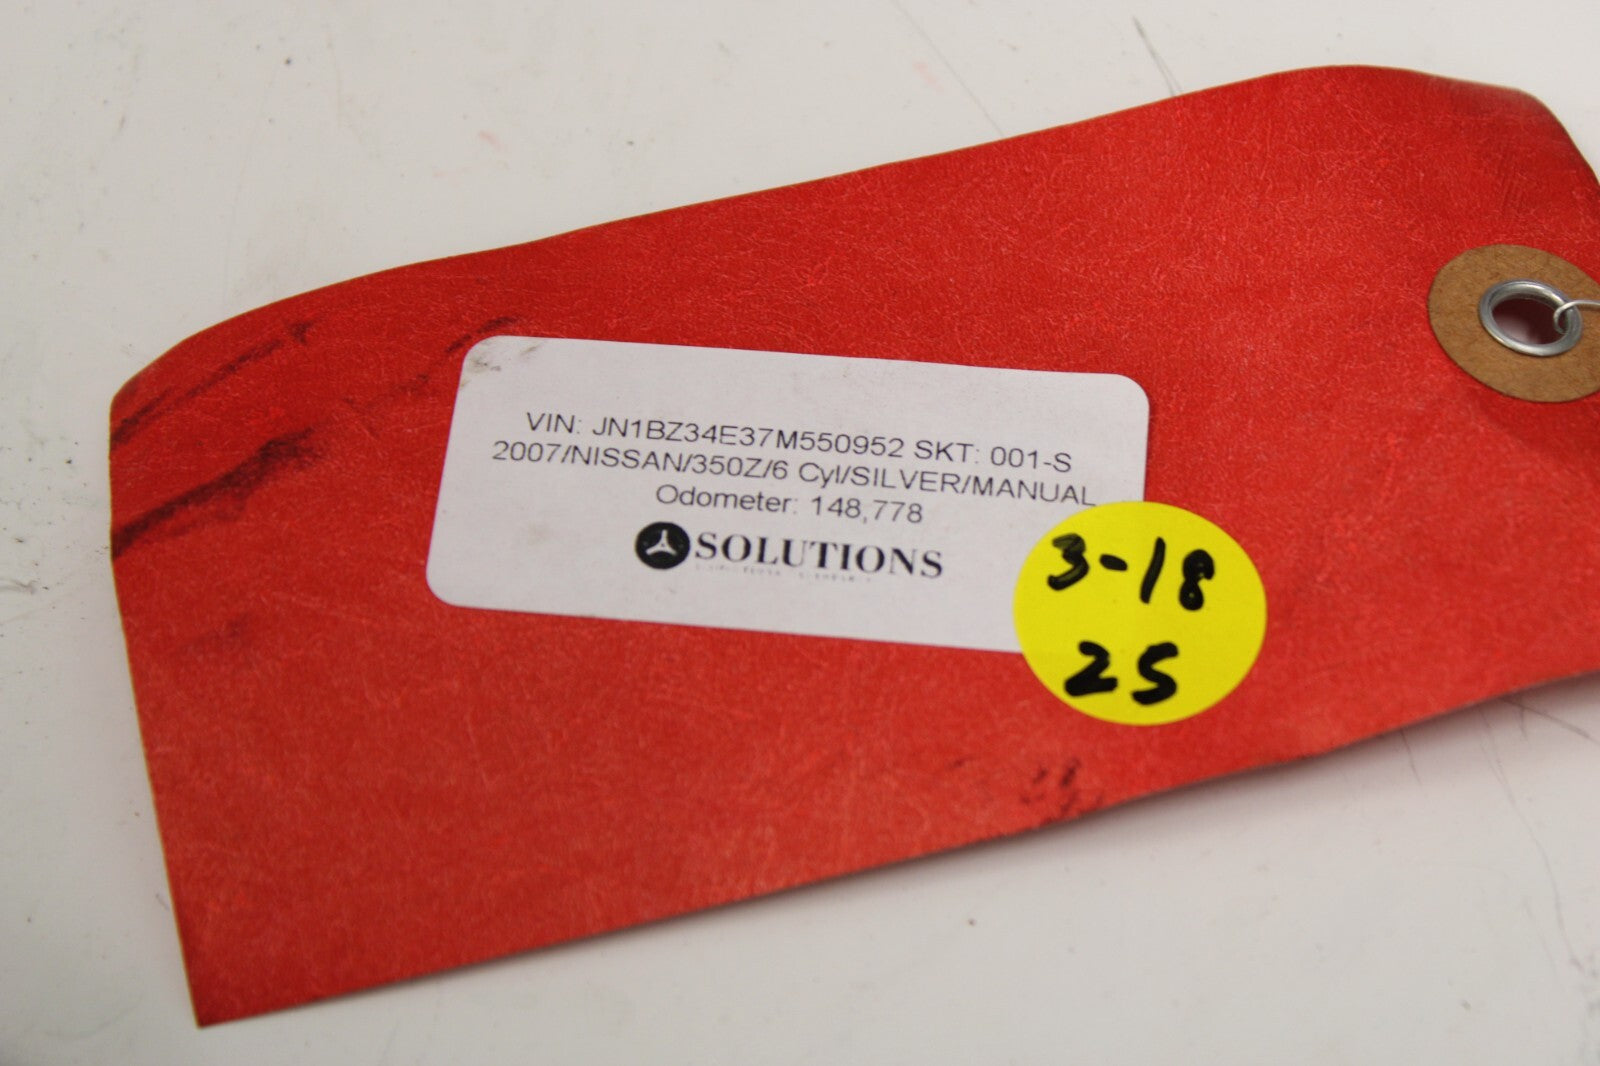 VIN: JN1BZ34E37M550952 SKT: 001-S
2007/NISSAN/350Z/6 Cyl/SILVER/MANUAL
Odometer: 148,778
SOLUTIONS
3-18
25